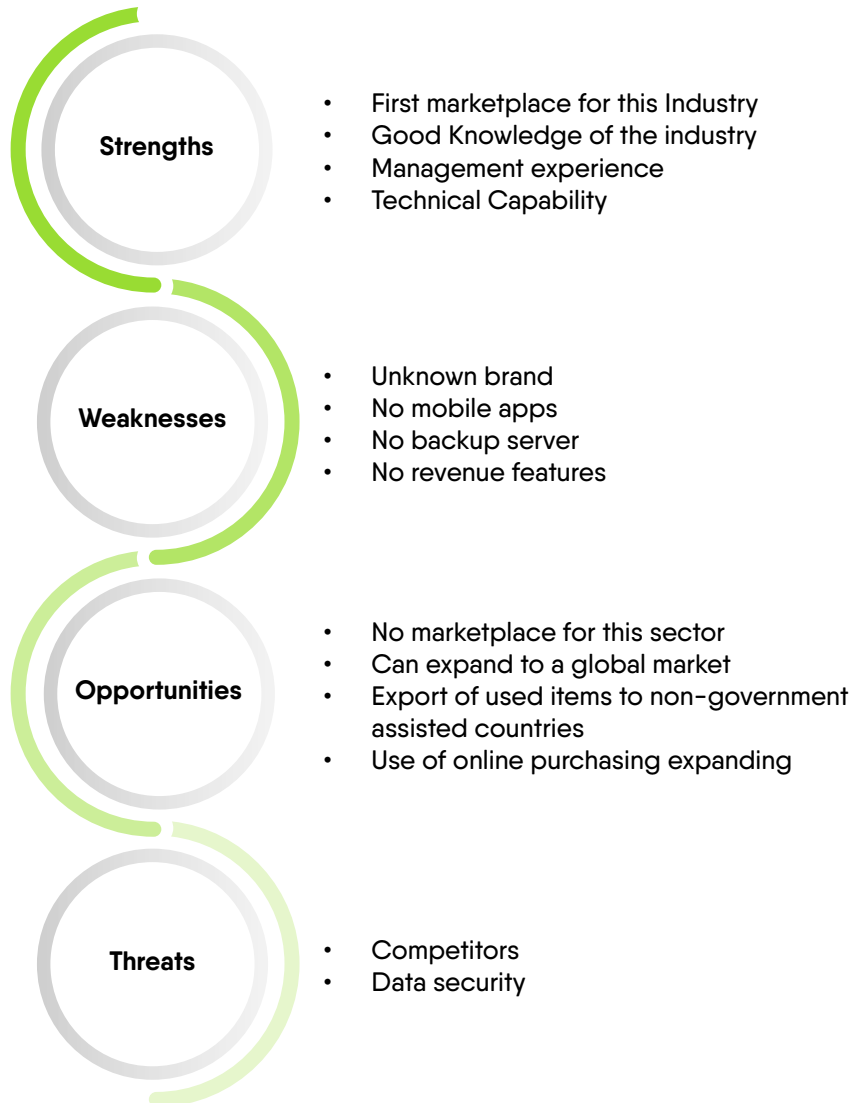 Strengths
• First marketplace for this Industry
• Good Knowledge of the industry
• Management experience
• Technical Capability
Weaknesses
• Unknown brand
• No mobile apps
• No backup server
• No revenue features
Opportunities
• No marketplace for this sector
• Can expand to a global market
• Export of used items to non-government
assisted countries
• Use of online purchasing expanding
Threats
• Competitors
• Data security